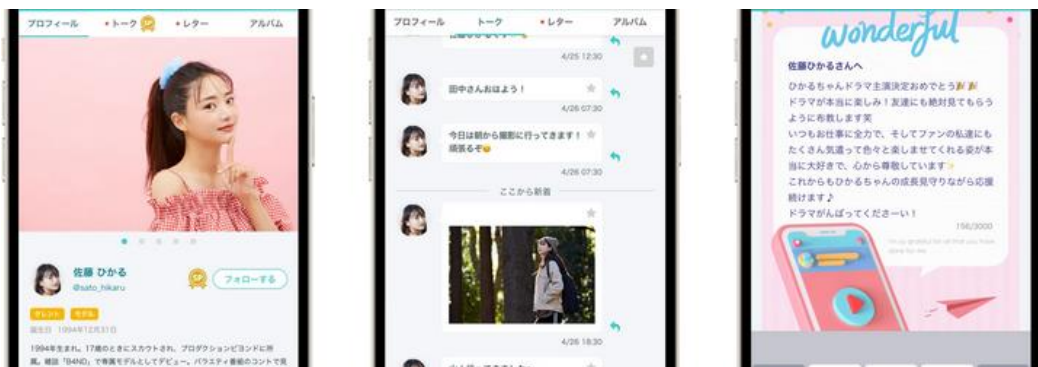 プロフィール
トーク
レター
アルバム
佐藤 ひかる
@sato_hikaru
フォローする
タレント
モデル
誕生日 1994年12月31日
1994年生まれ。17歳のときにスカウトされ、プロダクションビヨンドに所
属。雑誌「B4ND」で専属モデルとしてデビュー。バラエティ番組のコントで見
プロフィール
トーク
レター
アルバム
4/25 12:30
田中さんおはよう!
4/26 07:30
今日は朝から撮影に行ってきます!
頑張るぞ😊
4/26 07:30
ここから新着
4/26 18:30
wonderful
佐藤ひかるさんへ
ひかるちゃんドラマ主演決定おめでとう🎉🎉
ドラマが本当に楽しみ!友達にも絶対見てもらう
ように布教します笑
いつもお仕事に全力で、そしてファンの私達にも
たくさん気遣って色々と楽しませてくれる姿が本
当に大好きで、心から尊敬しています✨
これからもひかるちゃんの成長見守りながら応援
続けます♪
ドラマがんばってくださーい!
156/3000
I'm so grateful for all that you have
done for me.